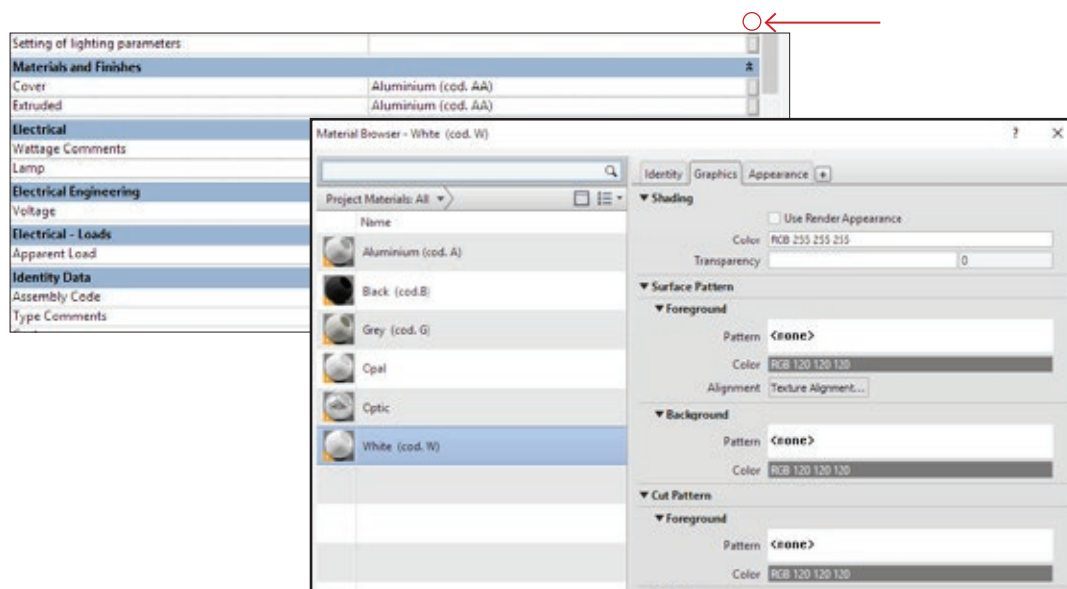 Setting of lighting parameters
Materials and Finishes
Cover Aluminium (cod. AA)
Extruded Aluminium (cod. AA)
Electrical
Wattage Comments
Lamp
Electrical Engineering
Voltage
Electrical - Loads
Apparent Load
Identity Data
Assembly Code
Type Comments
Material Browser - White (cod. W) ? ×
Project Materials: All
Name
Aluminium (cod. A)
Black (cod.B)
Grey (cod. G)
Opal
Optic
White (cod. W)
Identity Graphics Appearance +
Shading
Use Render Appearance
Color RGB 255 255 255
Transparency 0
Surface Pattern
Foreground
Pattern <none>
Color RGB 120 120 120
Alignment Texture Alignment...
Background
Pattern <none>
Color RGB 120 120 120
Cut Pattern
Foreground
Pattern <none>
Color RGB 120 120 120